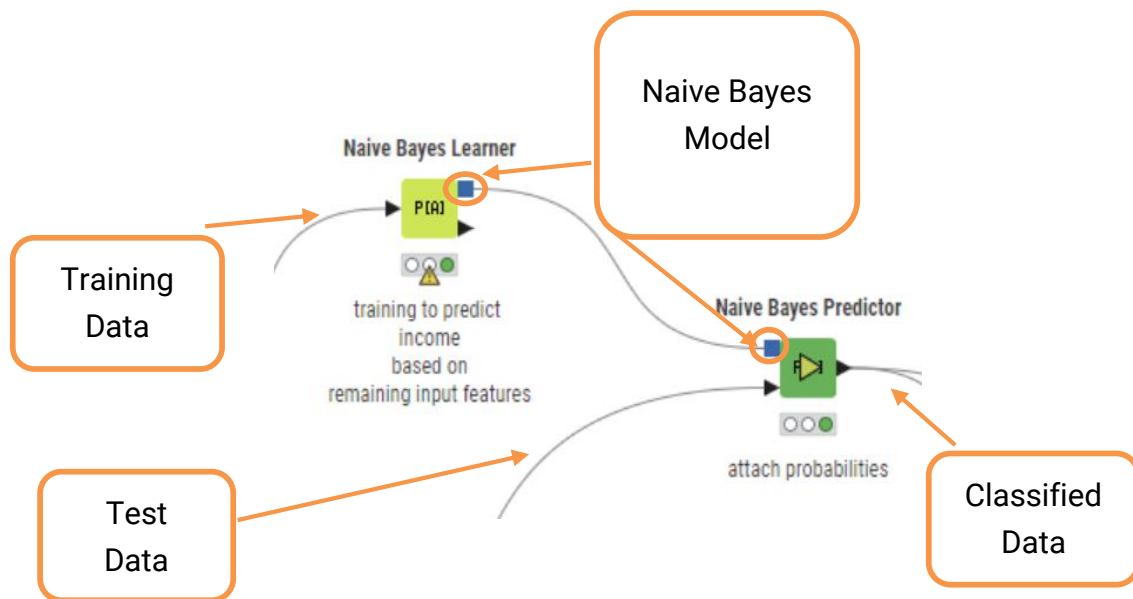 Naive Bayes
Model
Naive Bayes Learner
P[A]
Training
Data
training to predict
income
based on
remaining input features
Naive Bayes Predictor
attach probabilities
Test
Data
Classified
Data